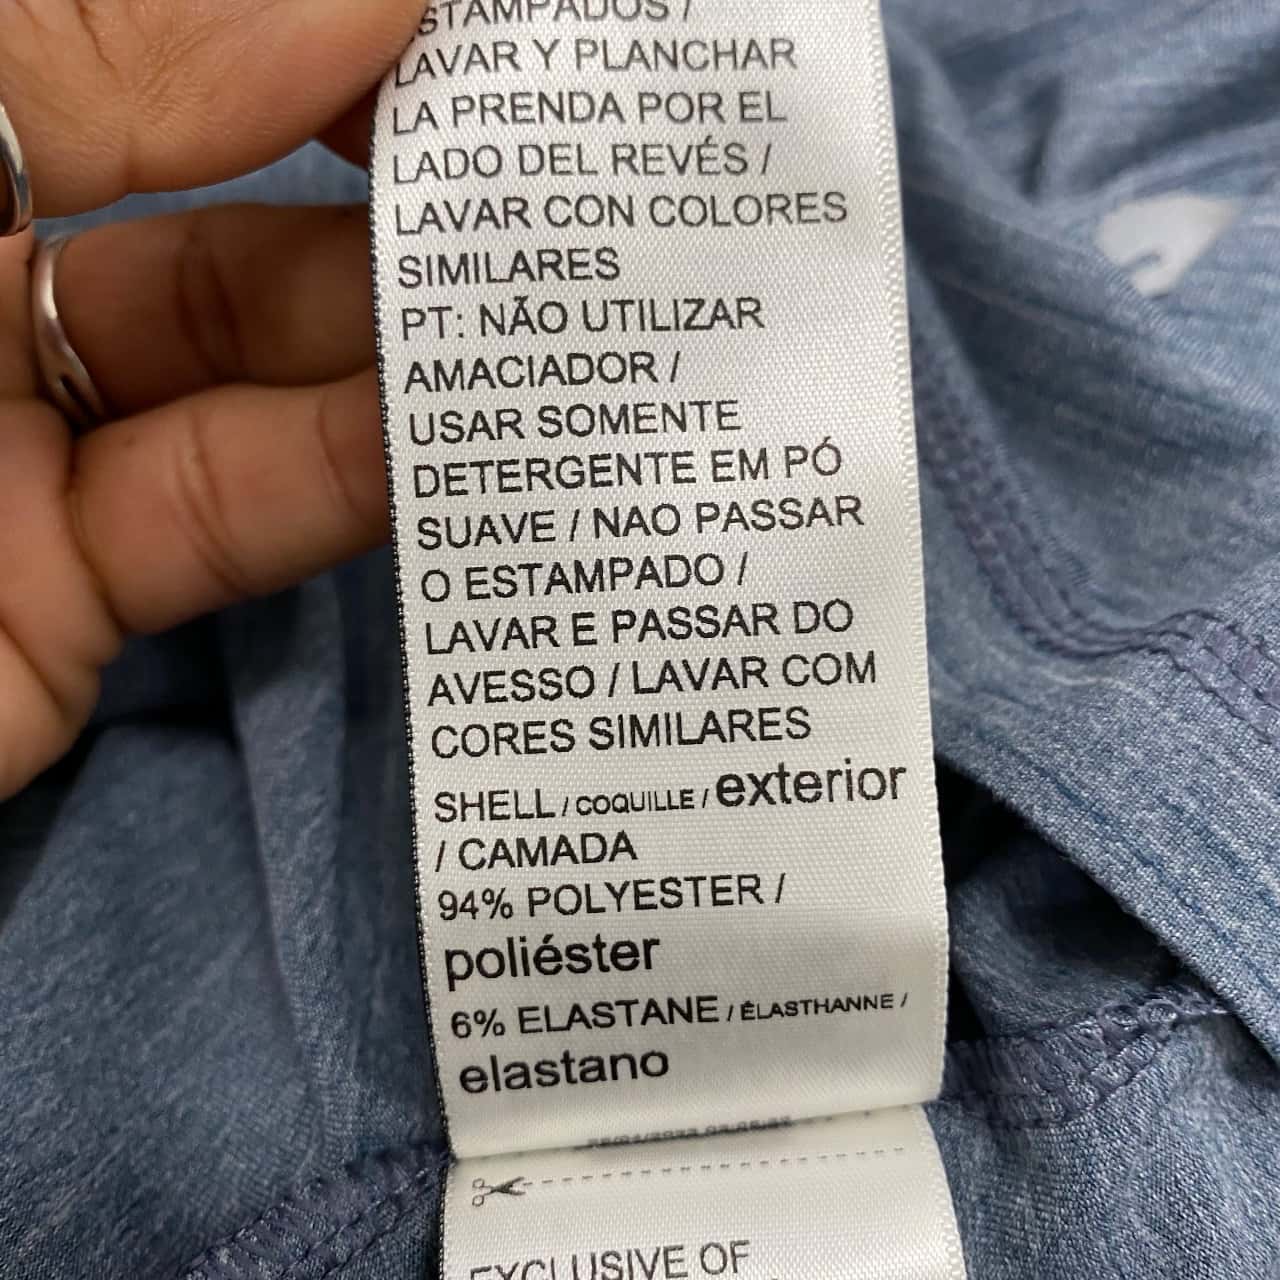 ESTAMPADOS /
LAVAR Y PLANCHAR
LA PRENDA POR EL
LADO DEL REVÉS /
LAVAR CON COLORES
SIMILARES
PT: NÃO UTILIZAR
AMACIADOR /
USAR SOMENTE
DETERGENTE EM PÓ
SUAVE / NAO PASSAR
O ESTAMPADO /
LAVAR E PASSAR DO
AVESSO / LAVAR COM
CORES SIMILARES
SHELL / COQUILLE / exterior
/ CAMADA
94% POLYESTER /
poliéster
6% ELASTANE / ÉLASTHANNE /
elastano
EXCLUSIVE OF